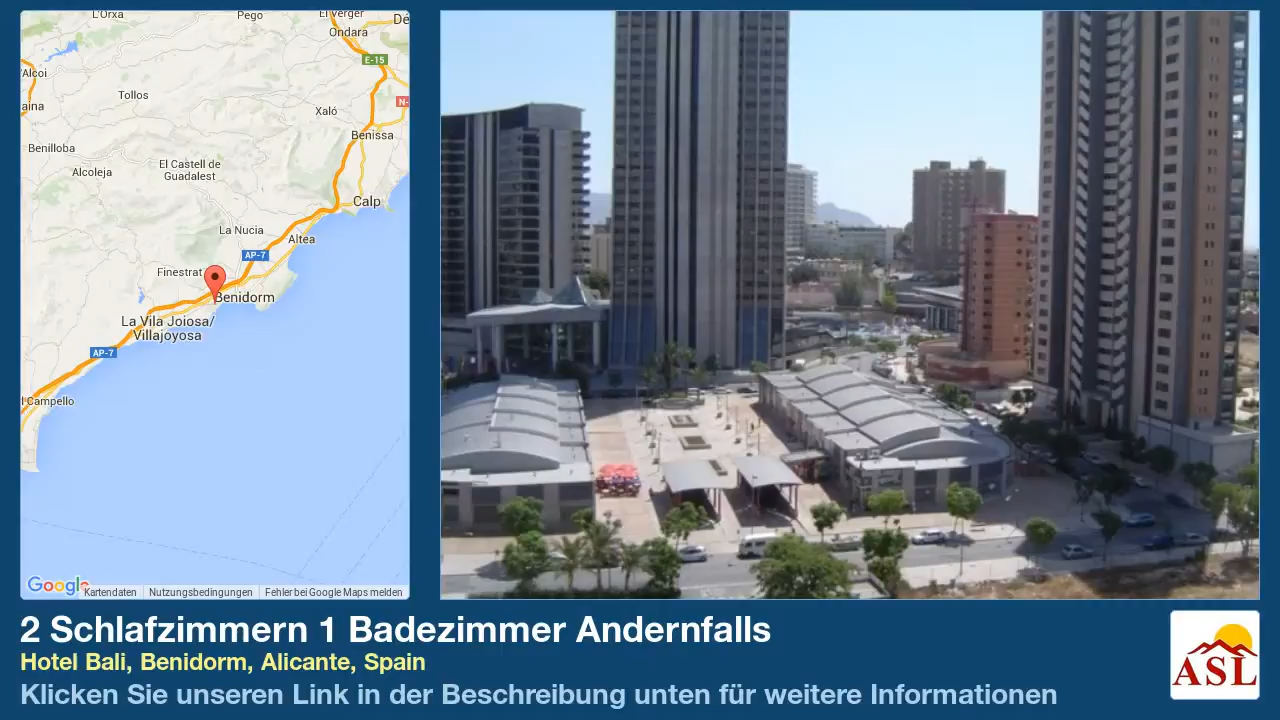 L'Orxa
Pego
El Verger
Dé
Ondara
E-15
'Alcoi
Tollos
N-
aina
Xaló
Benissa
Benilloba
El Castell de
Guadalest
Alcoleja
Calp
La Nucia
Altea
AP-7
Finestrat
Benidorm
La Vila Joiosa/
Villajoyosa
AP-7
l Campello
Google
Kartendaten
Nutzungsbedingungen
Fehler bei Google Maps melden
2 Schlafzimmern 1 Badezimmer Andernfalls
Hotel Bali, Benidorm, Alicante, Spain
Klicken Sie unseren Link in der Beschreibung unten für weitere Informationen
ASL